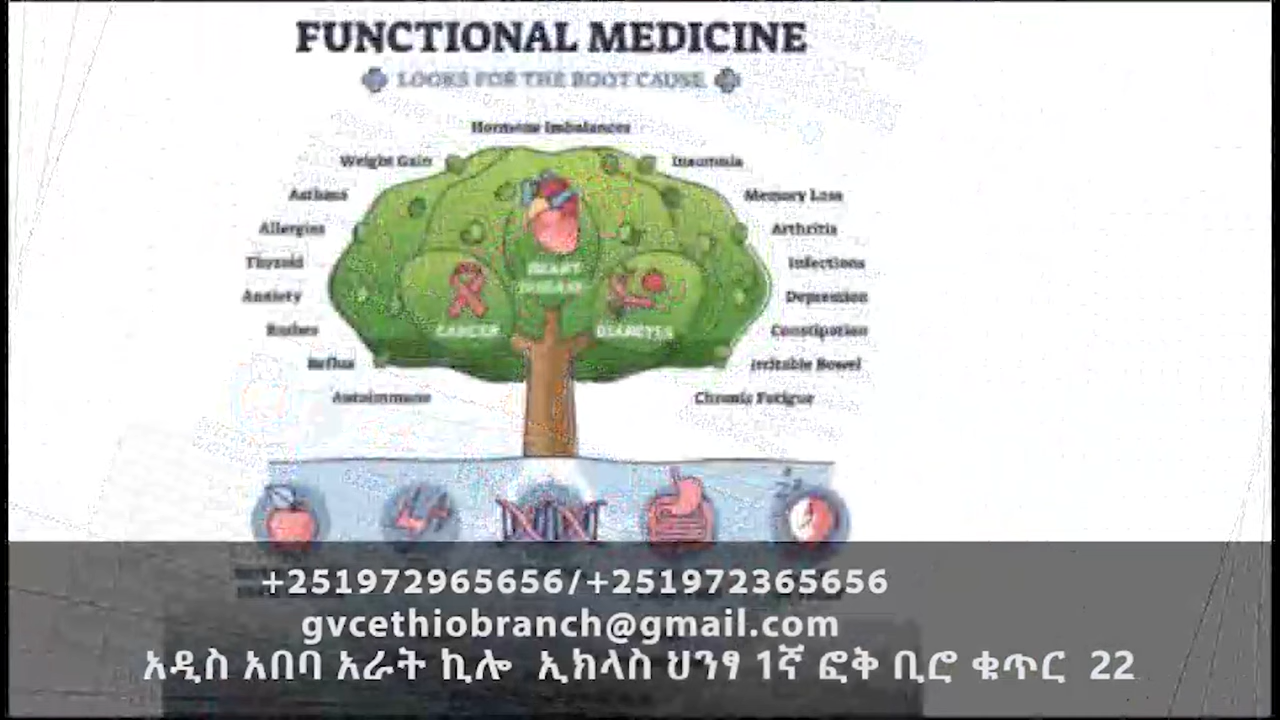 FUNCTIONAL MEDICINE
LOOKS FOR THE ROOT CAUSE
Hormone Imbalances
Weight Gain
Insomnia
Asthma
Memory Loss
Allergies
Arthritis
Thyroid
Infections
HEART
DISEASE
Anxiety
Depression
CANCER
DIABETES
Rashes
Constipation
Reflux
Irritable Bowel
Autoimmune
Chronic Fatigue
+251972965656/+251972365656
gvcethiobranch@gmail.com
አዲስ አበባ አራት ኪሎ ኢክላስ ህንፃ 1ኛ ፎቅ ቢሮ ቁጥር 22